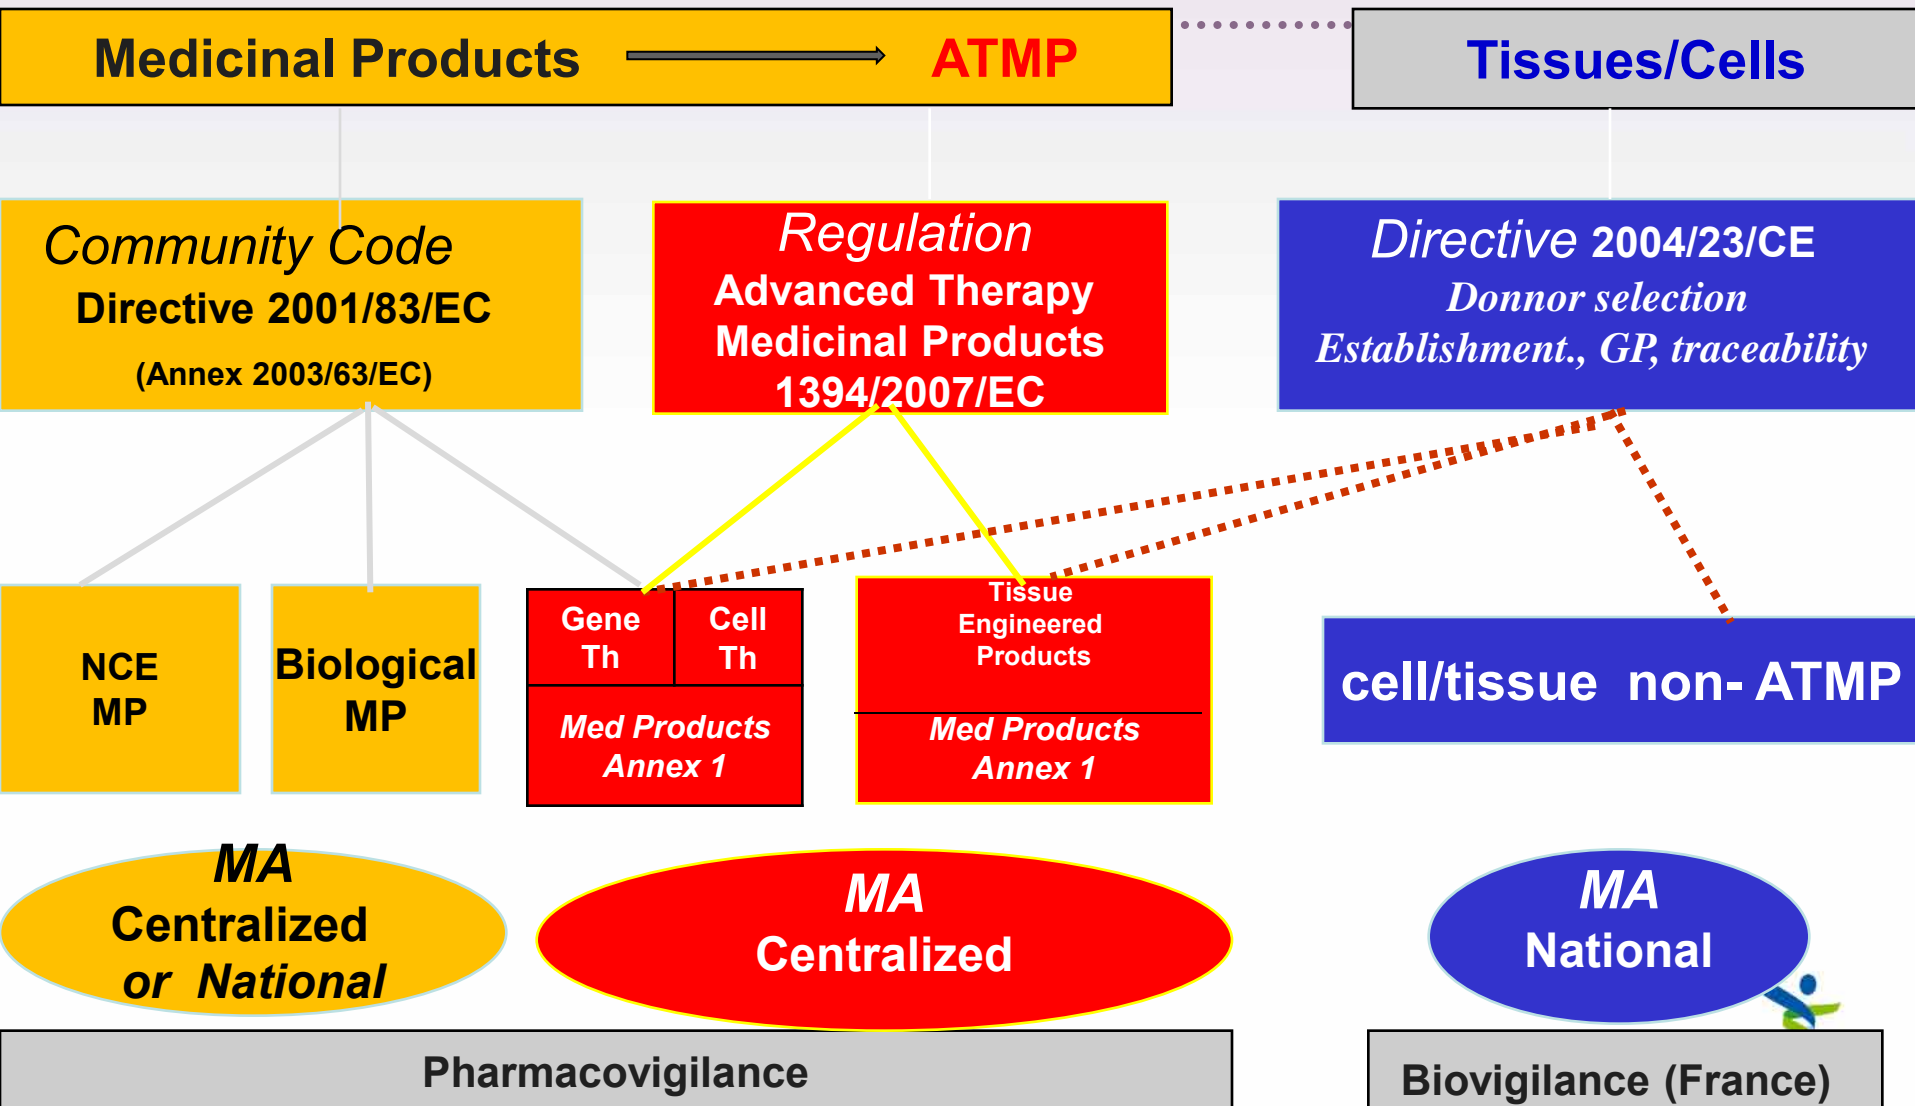 Medicinal Products
ATMP
Tissues/Cells
Community Code
Directive 2001/83/EC
(Annex 2003/63/EC)
Regulation
Advanced Therapy
Medicinal Products
1394/2007/EC
Directive 2004/23/CE
Donnor selection
Establishment., GP, traceability
NCE
MP
Biological
MP
Gene
Th
Cell
Th
Med Products
Annex 1
Tissue
Engineered
Products
Med Products
Annex 1
cell/tissue non- ATMP
MA
Centralized
or National
MA
Centralized
MA
National
Pharmacovigilance
Biovigilance (France)